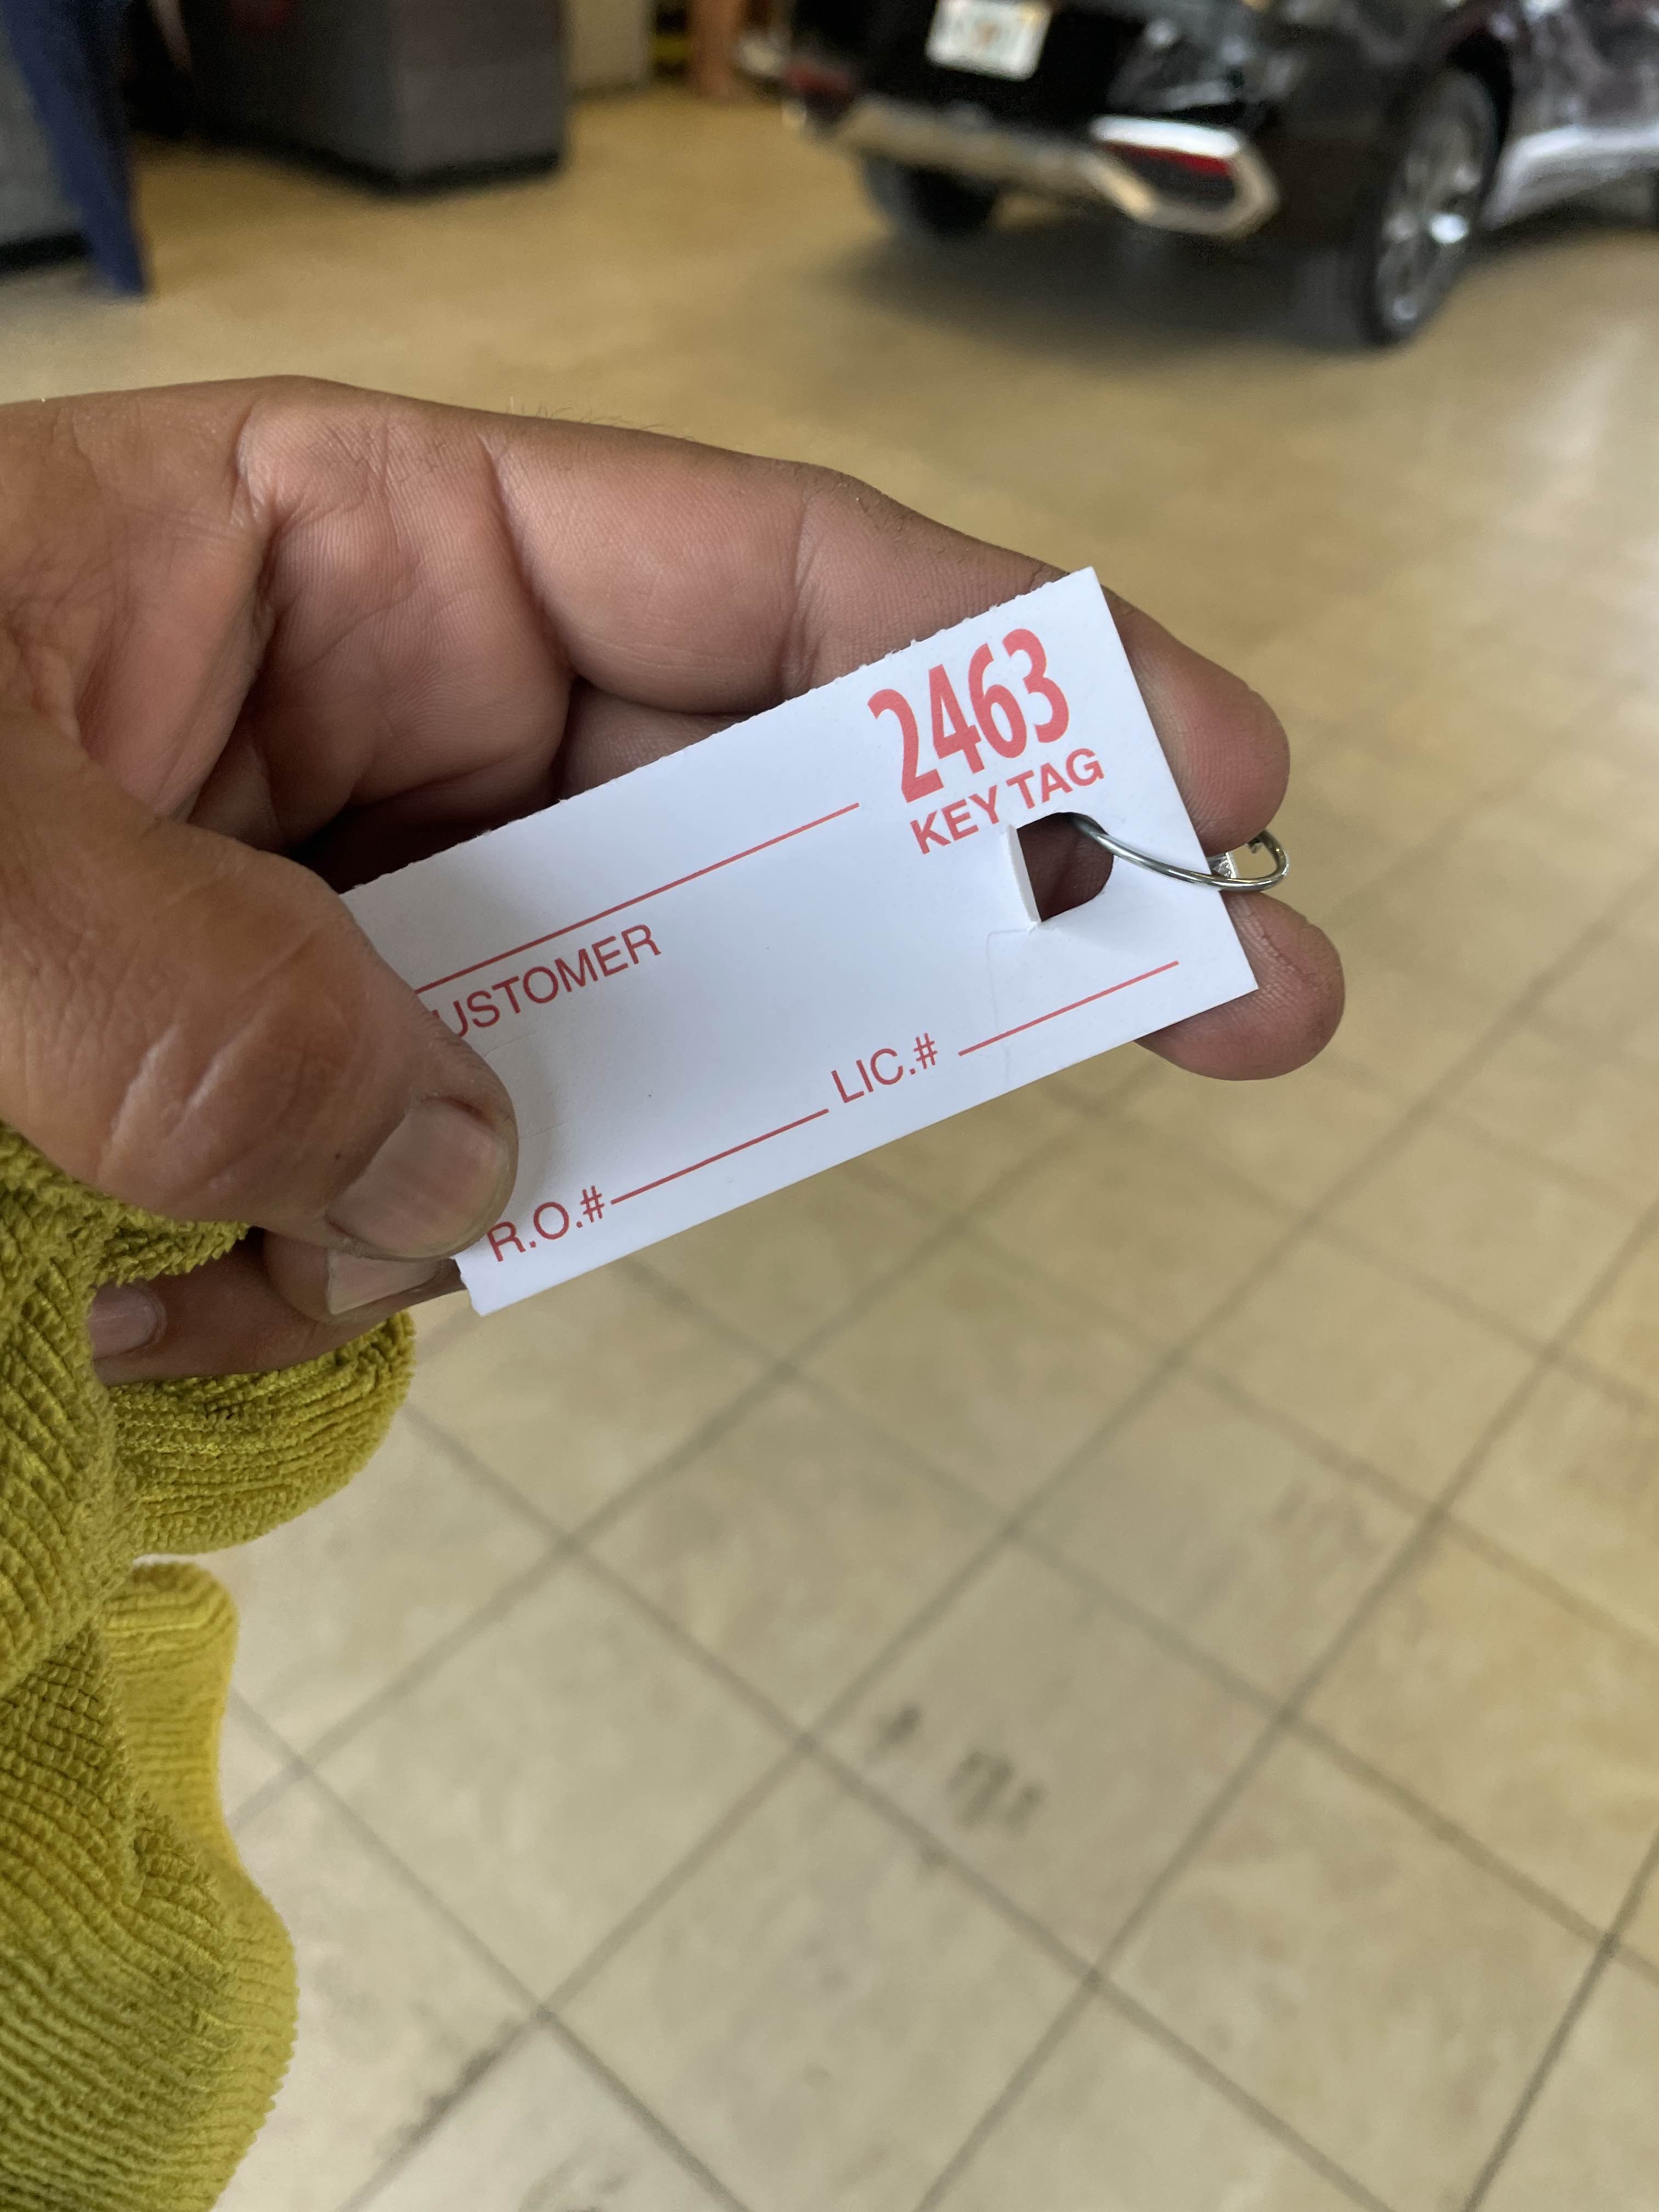 2463
KEY TAG
USTOMER
R.O.# LIC.#